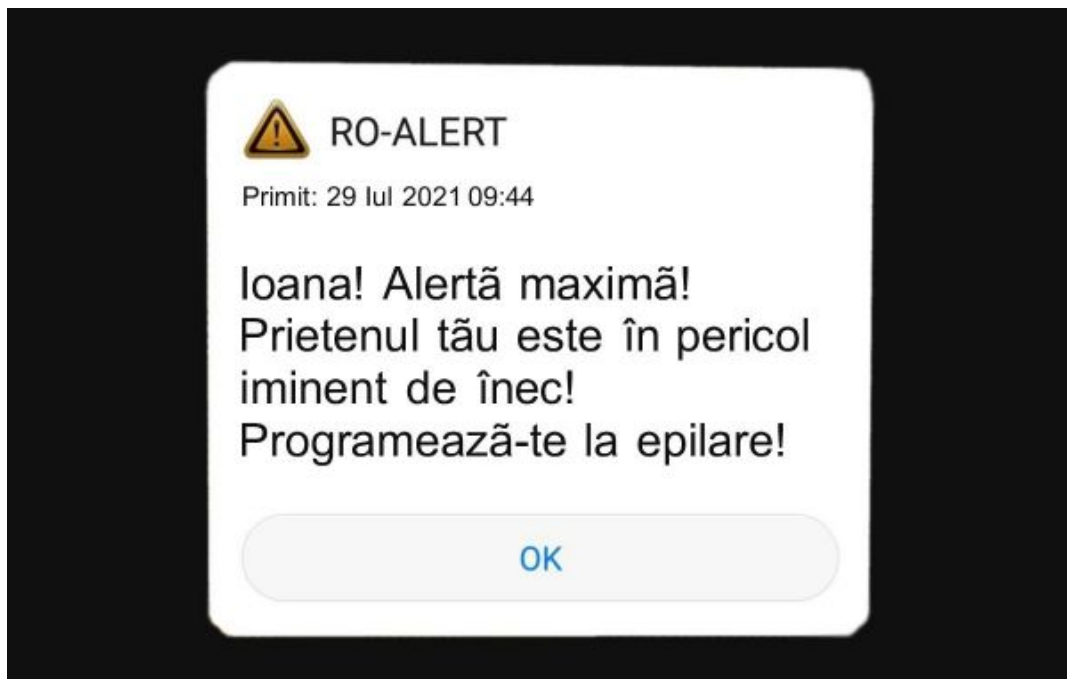 RO-ALERT
Primit: 29 Iul 2021 09:44
Ioana! Alertã maximã!
Prietenul tãu este în pericol
iminent de înec!
Programeazã-te la epilare!
OK